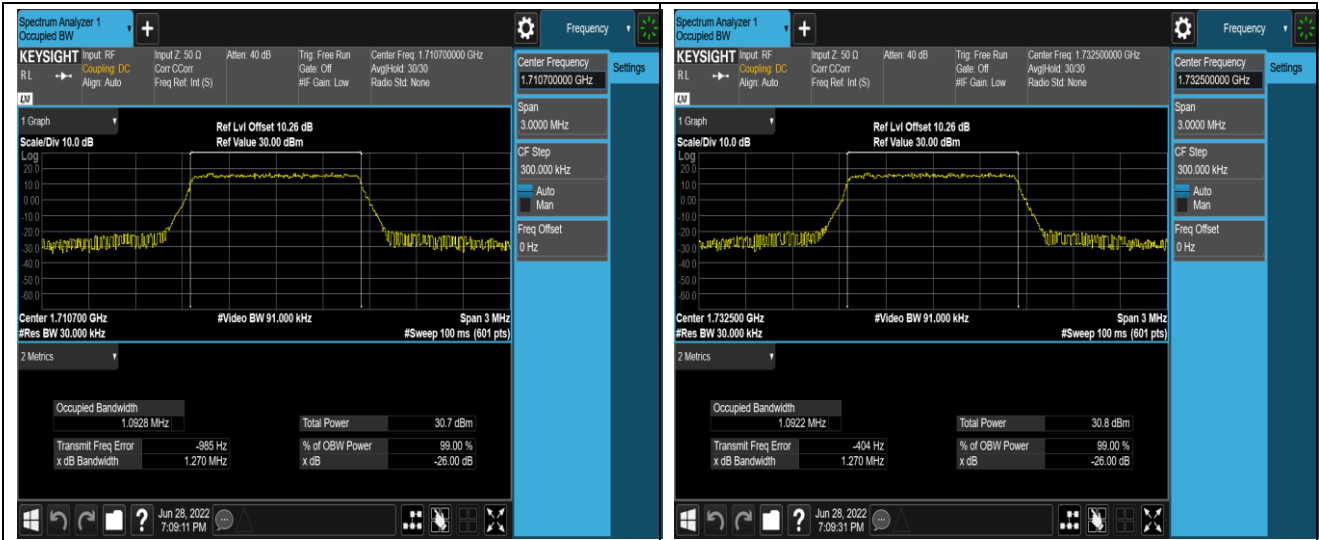 Spectrum Analyzer 1
Occupied BW
+
Frequency
KEYSIGHT
Input: RF
Coupling: DC
Align: Auto
Input Z: 50 Ω
Corr CCorr
Freq Ref: Int (S)
Atten: 40 dB
Trig: Free Run
Gate: Off
#IF Gain: Low
Center Freq: 1.710700000 GHz
Avg|Hold: 30/30
Radio Std: None
RL
LXI
Center Frequency
1.710700000 GHz
Settings
Span
3.0000 MHz
CF Step
300.000 kHz
Auto
Man
Freq Offset
0 Hz
1 Graph
Scale/Div 10.0 dB
Ref Lvl Offset 10.26 dB
Ref Value 30.00 dBm
Log
20.0
10.0
0.00
-10.0
-20.0
-30.0
-40.0
-50.0
-60.0
Center 1.710700 GHz
#Video BW 91.000 kHz
Span 3 MHz
#Res BW 30.000 kHz
#Sweep 100 ms (601 pts)
2 Metrics
Occupied Bandwidth
1.0928 MHz
Total Power 30.7 dBm
Transmit Freq Error -985 Hz
% of OBW Power 99.00 %
x dB Bandwidth 1.270 MHz
x dB -26.00 dB
?
Jun 28, 2022
7:09:11 PM
Spectrum Analyzer 1
Occupied BW
+
Frequency
KEYSIGHT
Input: RF
Coupling: DC
Align: Auto
Input Z: 50 Ω
Corr CCorr
Freq Ref: Int (S)
Atten: 40 dB
Trig: Free Run
Gate: Off
#IF Gain: Low
Center Freq: 1.732500000 GHz
Avg|Hold: 30/30
Radio Std: None
RL
LXI
Center Frequency
1.732500000 GHz
Settings
Span
3.0000 MHz
CF Step
300.000 kHz
Auto
Man
Freq Offset
0 Hz
1 Graph
Scale/Div 10.0 dB
Ref Lvl Offset 10.26 dB
Ref Value 30.00 dBm
Log
20.0
10.0
0.00
-10.0
-20.0
-30.0
-40.0
-50.0
-60.0
Center 1.732500 GHz
#Video BW 91.000 kHz
Span 3 MHz
#Res BW 30.000 kHz
#Sweep 100 ms (601 pts)
2 Metrics
Occupied Bandwidth
1.0922 MHz
Total Power 30.8 dBm
Transmit Freq Error -404 Hz
% of OBW Power 99.00 %
x dB Bandwidth 1.270 MHz
x dB -26.00 dB
?
Jun 28, 2022
7:09:31 PM